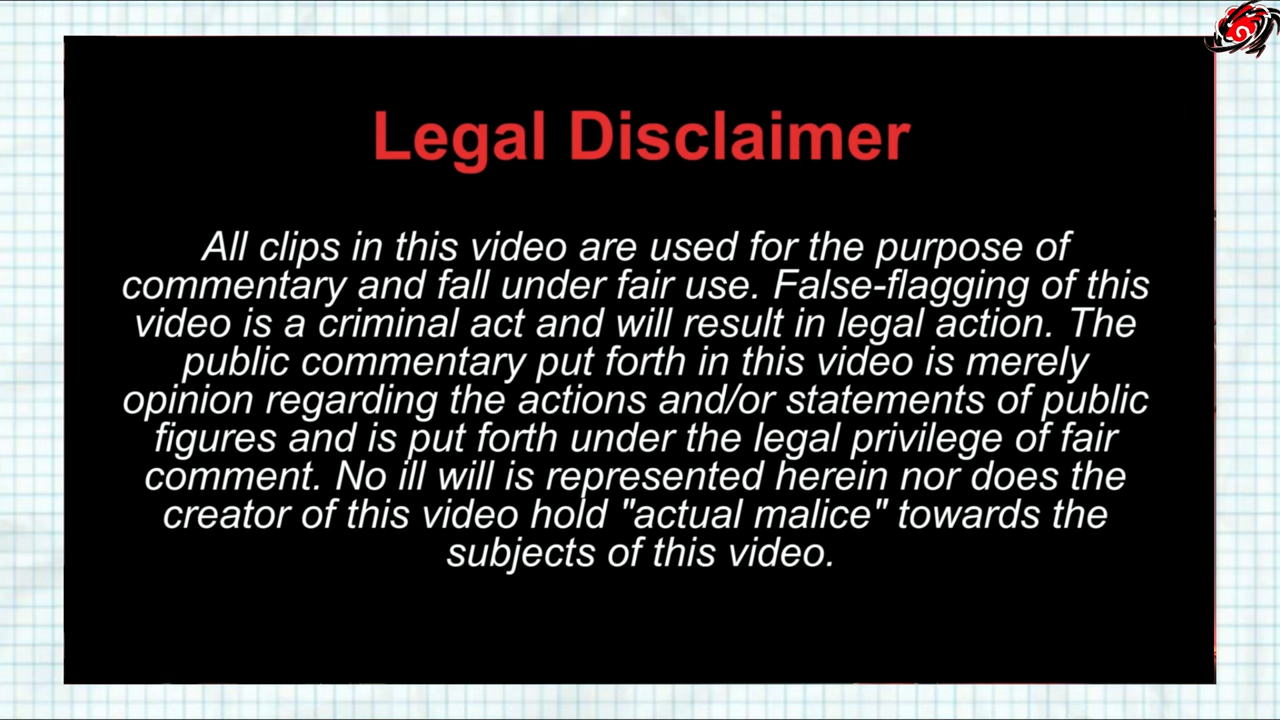 Legal Disclaimer
All clips in this video are used for the purpose of
commentary and fall under fair use. False-flagging of this
video is a criminal act and will result in legal action. The
public commentary put forth in this video is merely
opinion regarding the actions and/or statements of public
figures and is put forth under the legal privilege of fair
comment. No ill will is represented herein nor does the
creator of this video hold "actual malice" towards the
subjects of this video.